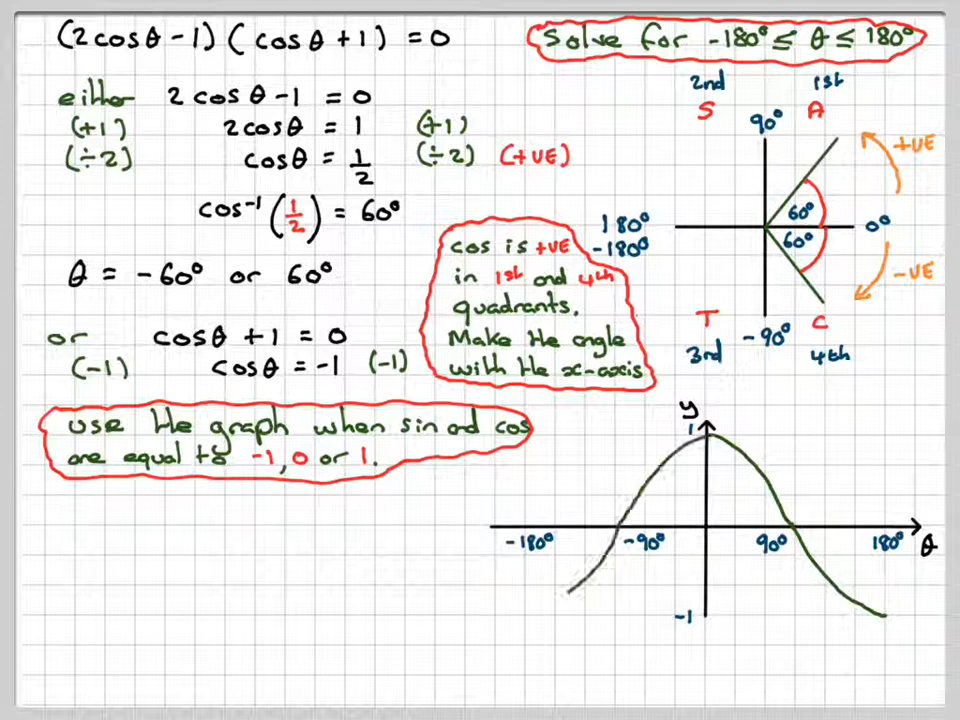 (2cosθ-1)(cosθ+1) = 0
Solve for -180° ≤ θ ≤ 180°
either 2cosθ-1 = 0
(+1) 2cosθ = 1 (+1)
(÷2) cosθ = 1/2 (÷2) (+VE)
cos⁻¹(1/2) = 60°
θ = -60° or 60°
or cosθ+1 = 0
(-1) cosθ = -1 (-1)
cos is +VE
in 1st and 4th
quadrants.
Make the angle
with the x-axis
2nd 1st
S A
90°
+VE
60°
180° 0°
-180°
60°
-VE
T C
-90°
3rd 4th
use the graph when sin ad cos
are equal to -1, 0 or 1.
y
1
-180° -90° 90° 180° θ
-1